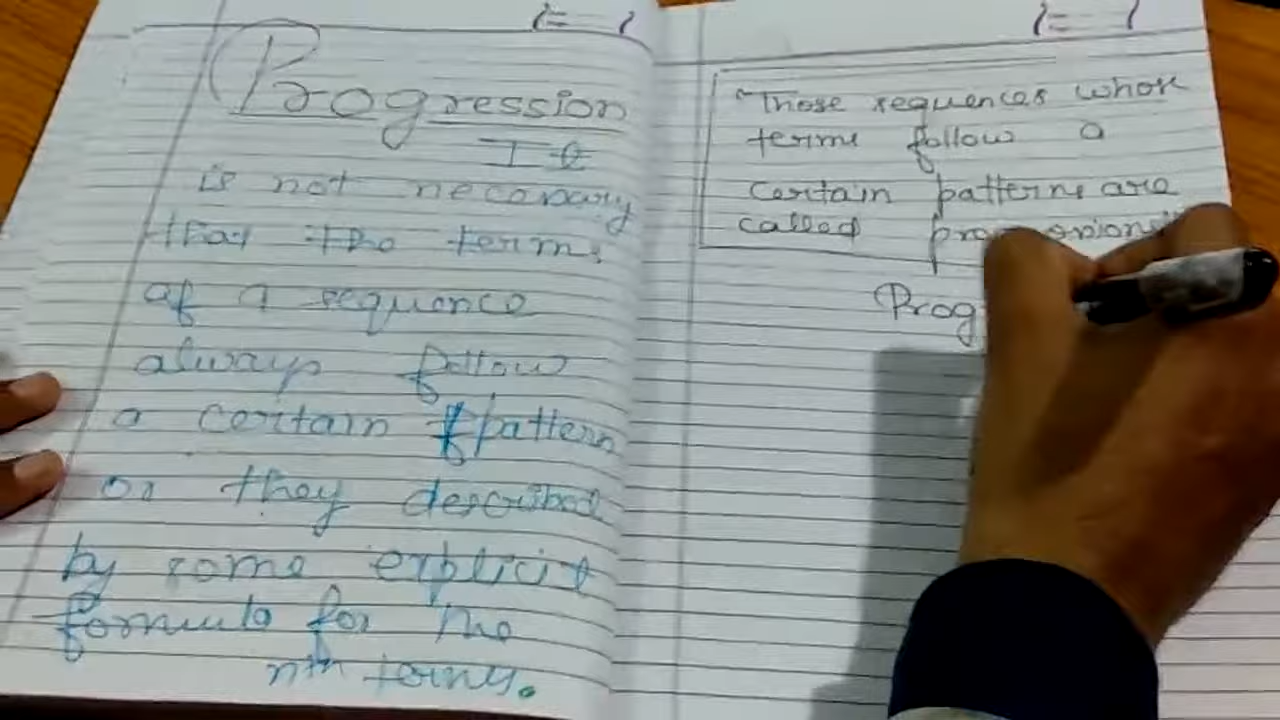 Progression
It
is not necessary
that the terms
of a sequence
always follow
a certain pattern
or they described
by some explicit
formula for the
nth terms.
"Those sequences whose
terms follow a
certain patterns are
called
Prog